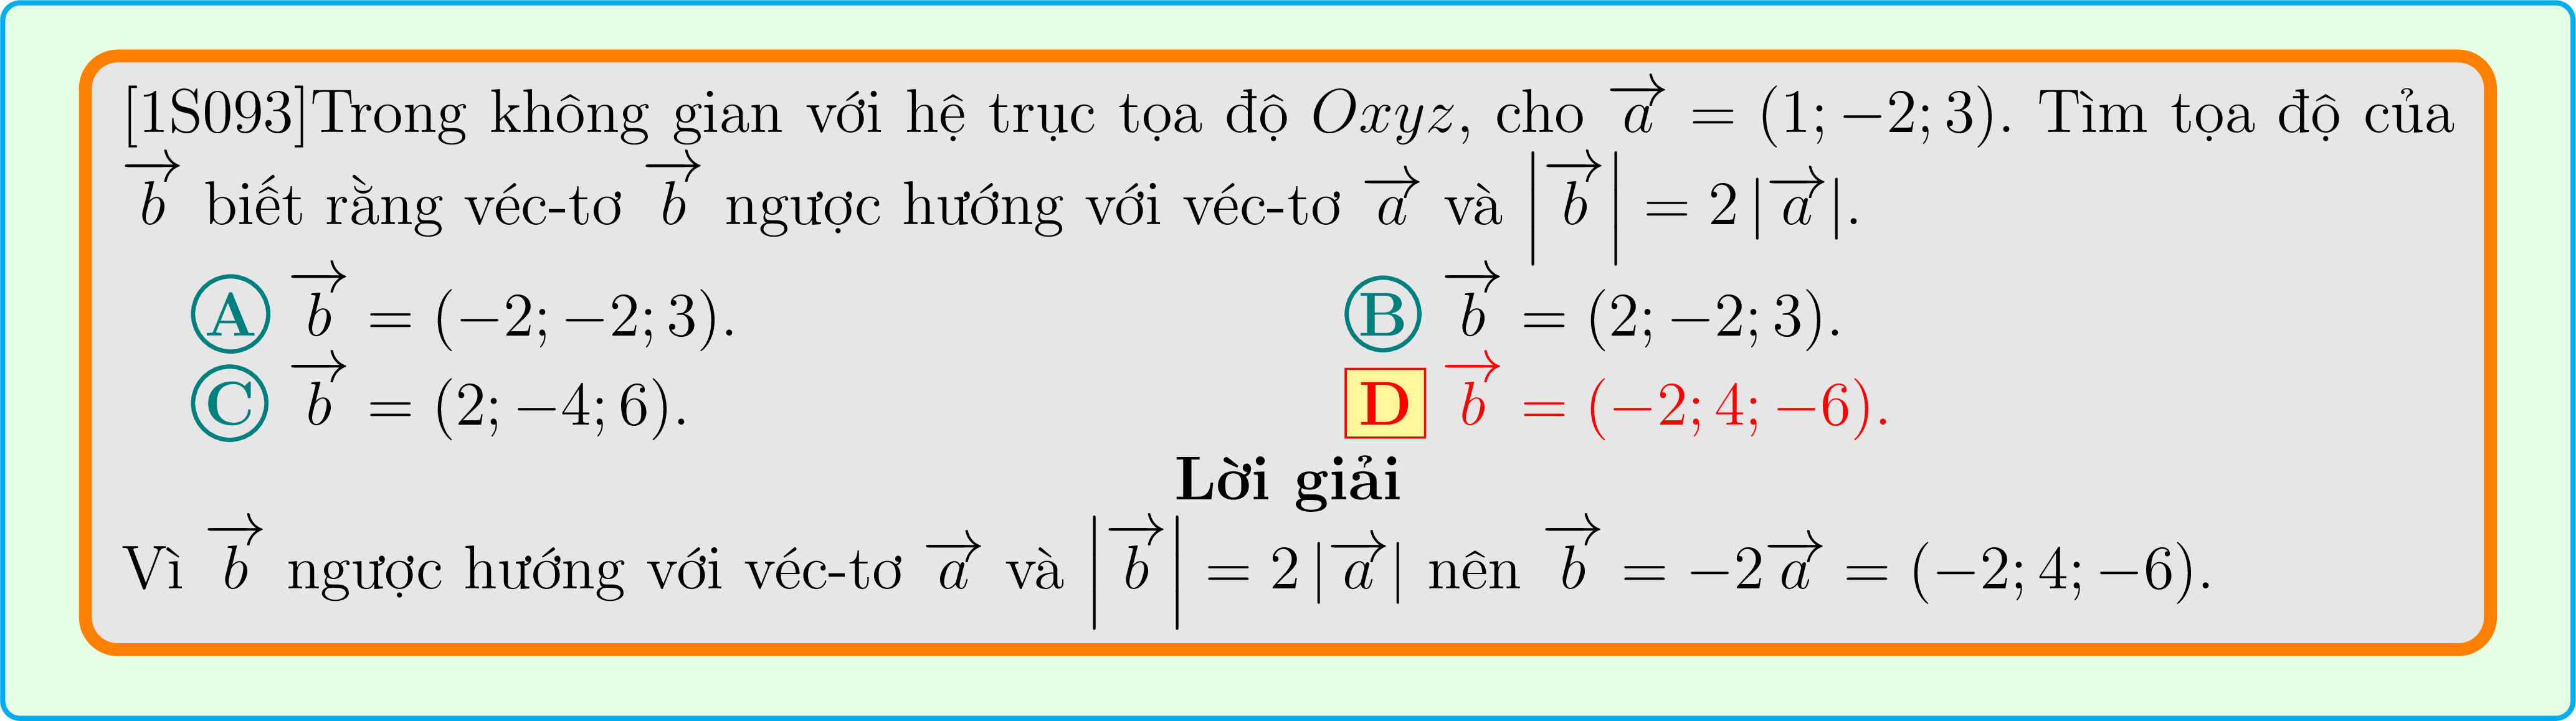 [1S093]Trong không gian với hệ trục tọa độ $Oxyz$, cho $\overrightarrow{a} = (1; -2; 3)$. Tìm tọa độ của
$\overrightarrow{b}$ biết rằng véc-tơ $\overrightarrow{b}$ ngược hướng với véc-tơ $\overrightarrow{a}$ và $\left|\overrightarrow{b}\right| = 2\left|\overrightarrow{a}\right|$.
A $\overrightarrow{b} = (-2; -2; 3)$. B $\overrightarrow{b} = (2; -2; 3)$.
C $\overrightarrow{b} = (2; -4; 6)$. D $\overrightarrow{b} = (-2; 4; -6)$.
Lời giải
Vì $\overrightarrow{b}$ ngược hướng với véc-tơ $\overrightarrow{a}$ và $\left|\overrightarrow{b}\right| = 2\left|\overrightarrow{a}\right|$ nên $\overrightarrow{b} = -2\overrightarrow{a} = (-2; 4; -6)$.